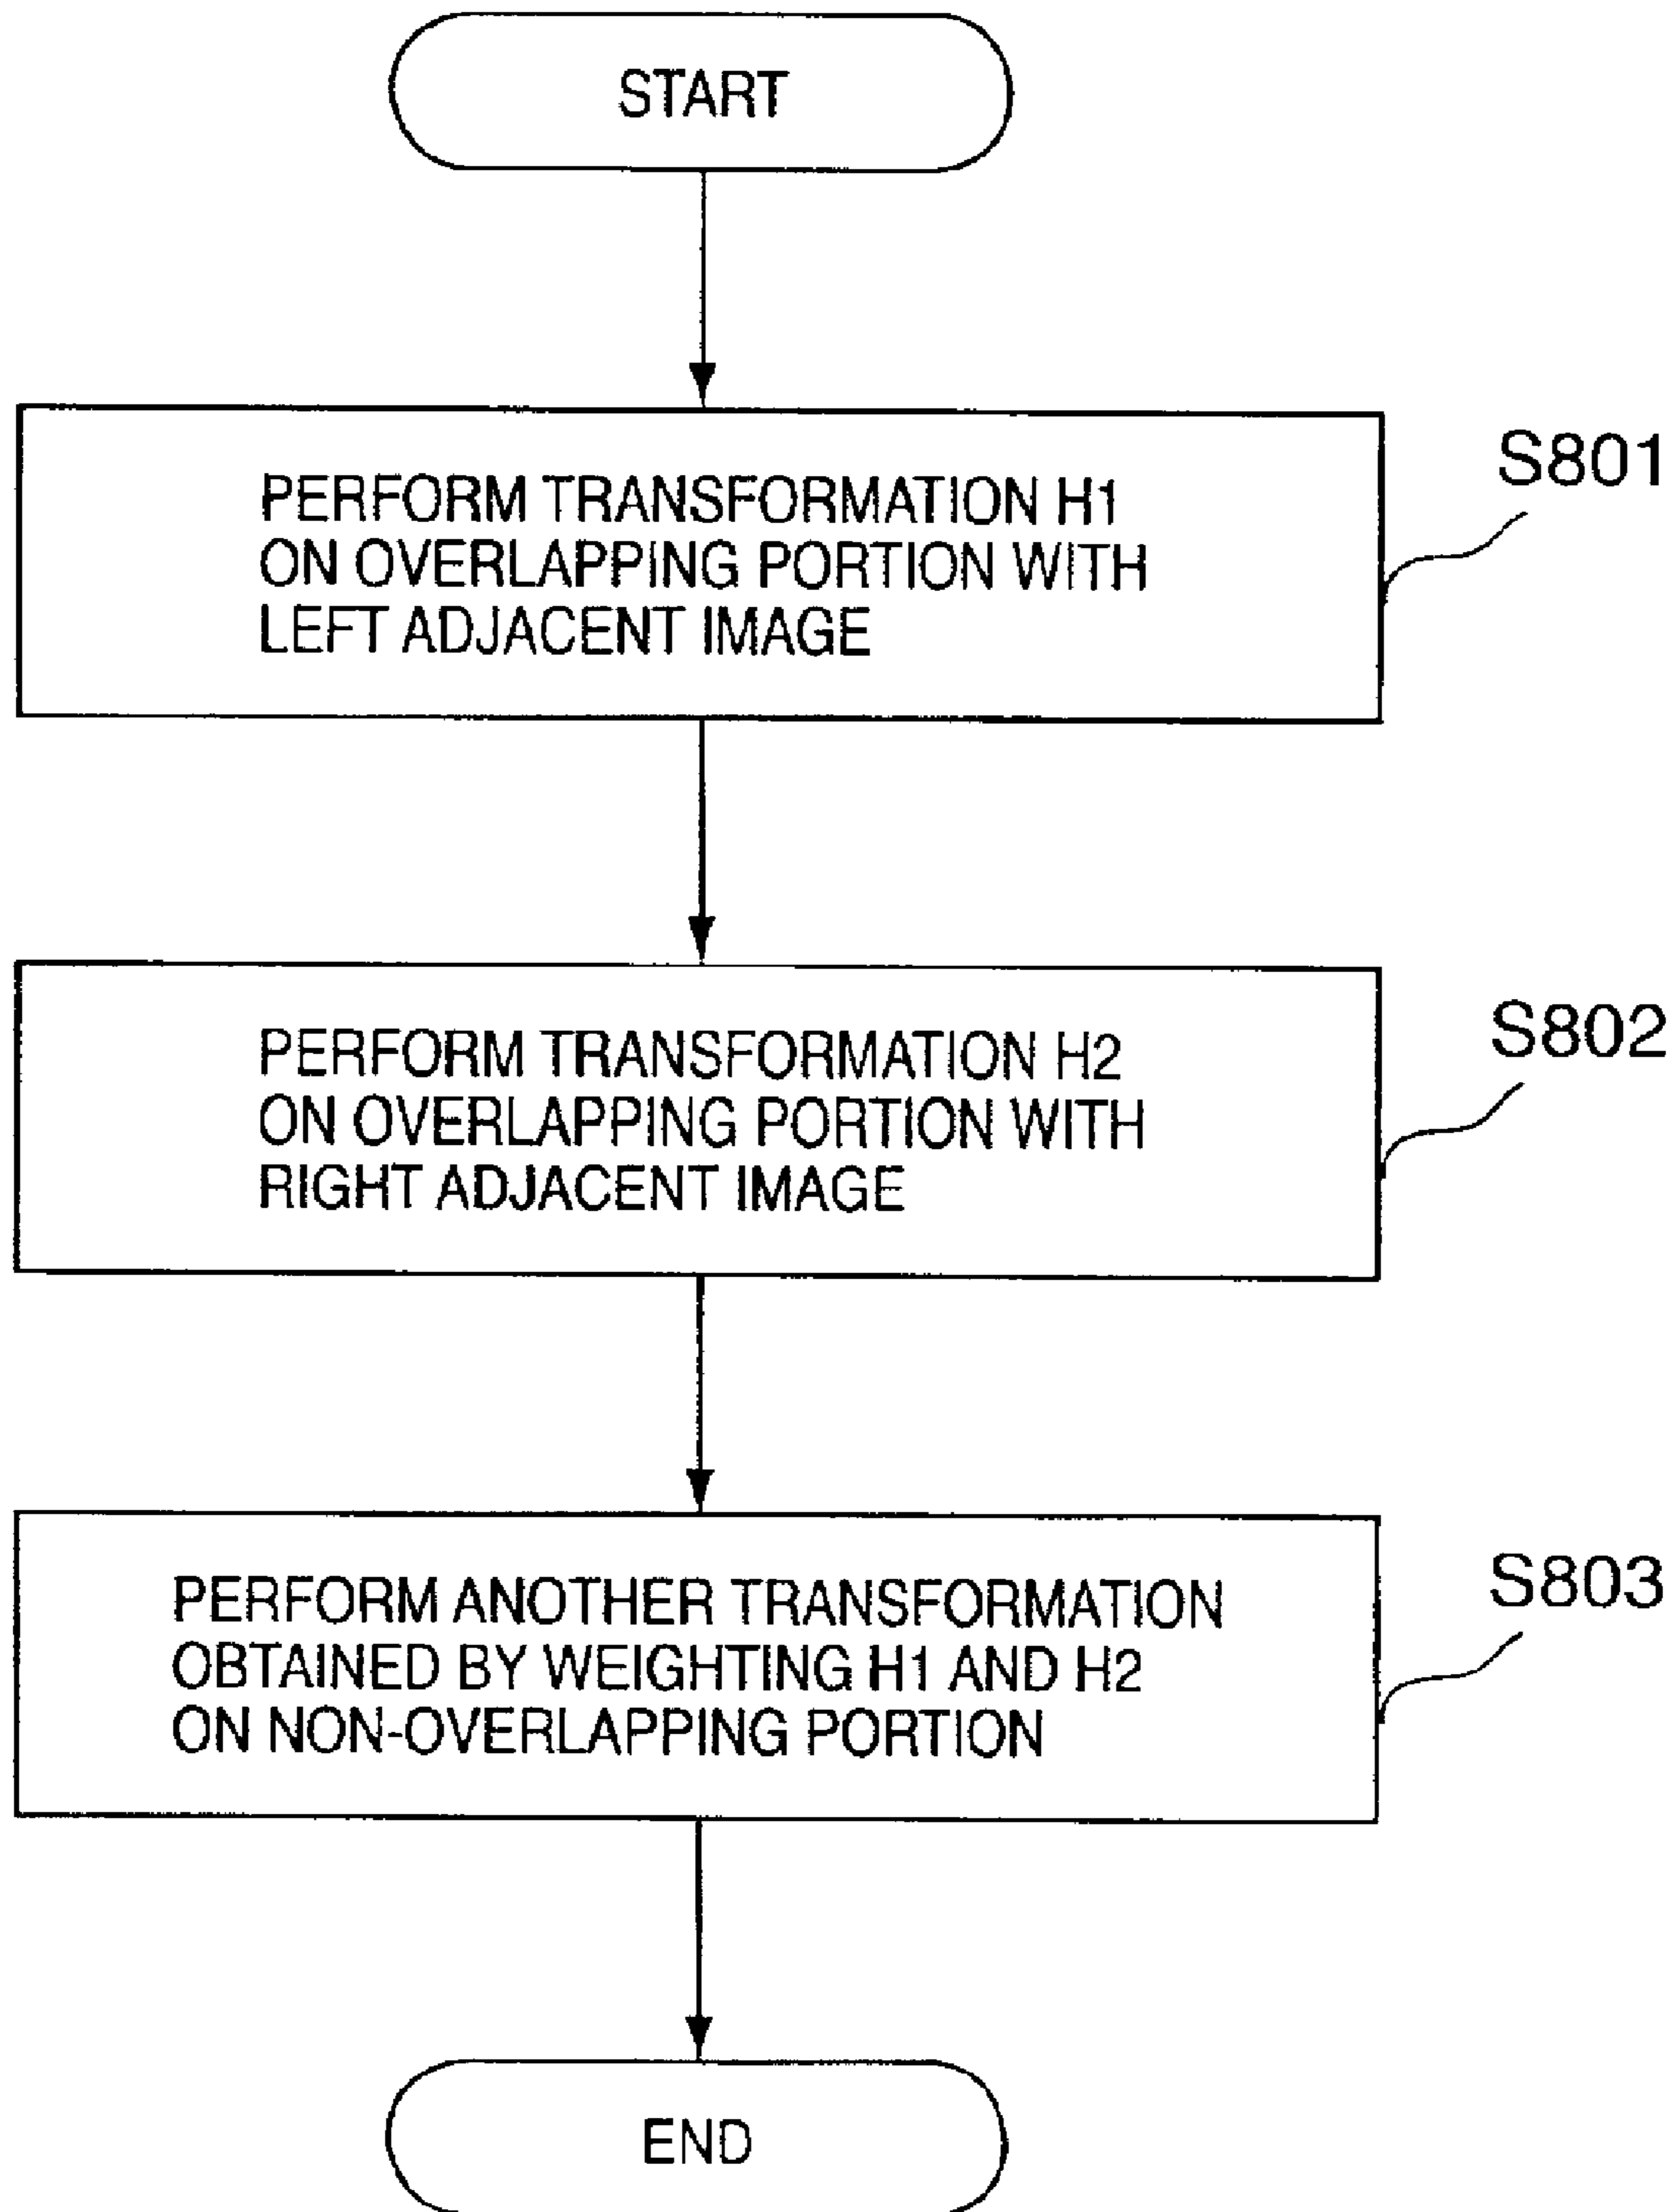 START
PERFORM TRANSFORMATION H1
ON OVERLAPPING PORTION WITH
LEFT ADJACENT IMAGE
S801
PERFORM TRANSFORMATION H2
ON OVERLAPPING PORTION WITH
RIGHT ADJACENT IMAGE
S802
PERFORM ANOTHER TRANSFORMATION
OBTAINED BY WEIGHTING H1 AND H2
ON NON-OVERLAPPING PORTION
S803
END